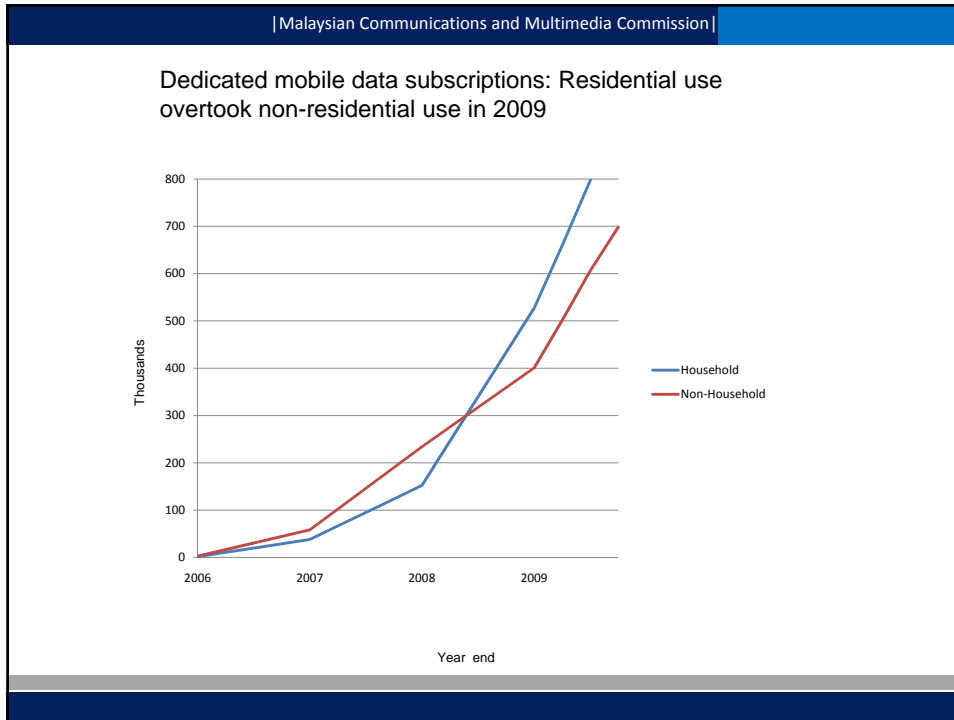 |Malaysian Communications and Multimedia Commission|
Dedicated mobile data subscriptions: Residential use
overtook non-residential use in 2009
800
700
600
500
400
300
200
100
0
Thousands
2006 2007 2008 2009
Year end
Household
Non-Household